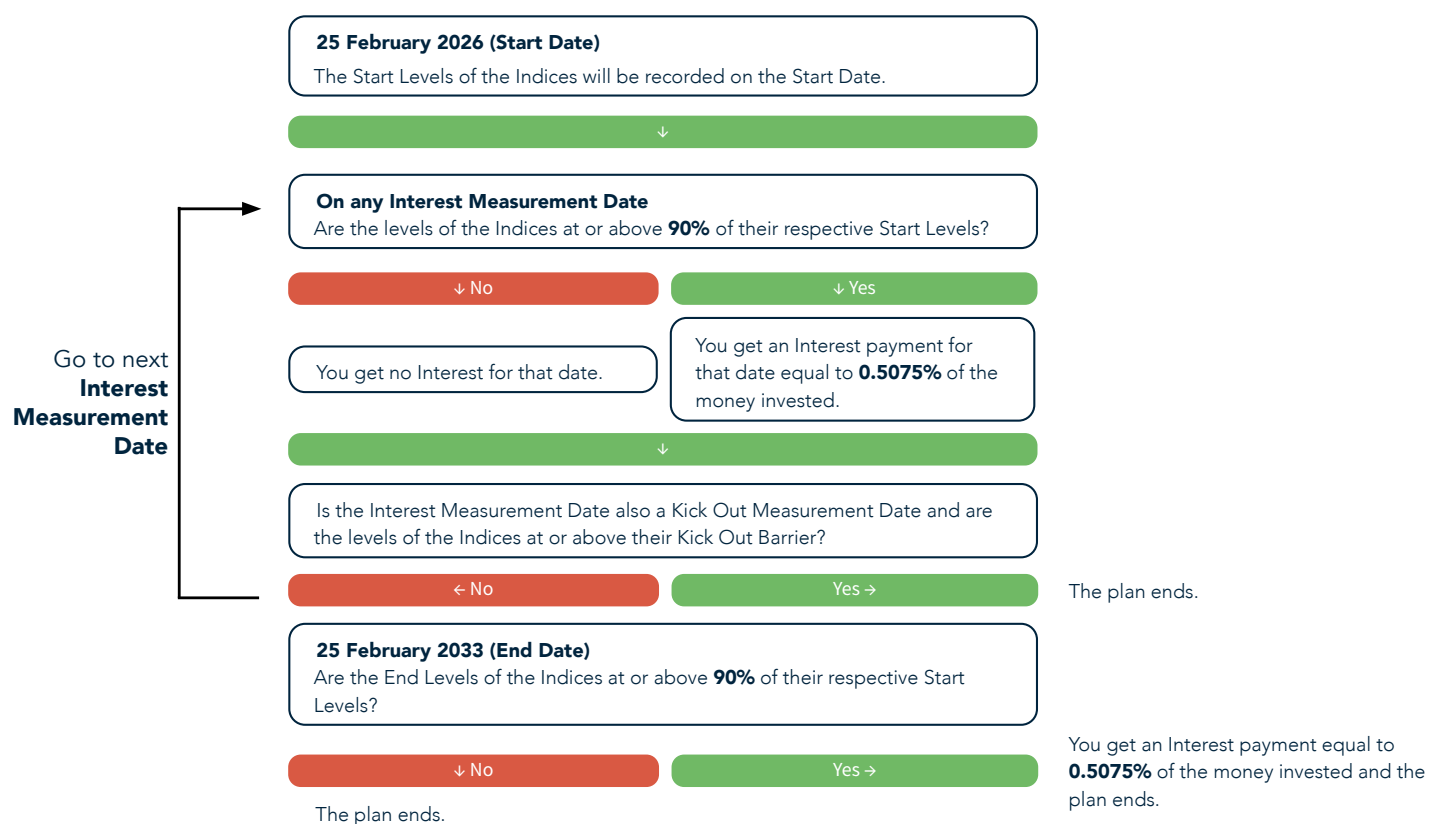 25 February 2026 (Start Date)
The Start Levels of the Indices will be recorded on the Start Date.
↓
On any Interest Measurement Date
Are the levels of the Indices at or above 90% of their respective Start Levels?
↓ No
↓ Yes
You get no Interest for that date.
You get an Interest payment for
that date equal to 0.5075% of the
money invested.
Go to next
Interest
Measurement
Date
↓
Is the Interest Measurement Date also a Kick Out Measurement Date and are
the levels of the Indices at or above their Kick Out Barrier?
← No
Yes →
The plan ends.
25 February 2033 (End Date)
Are the End Levels of the Indices at or above 90% of their respective Start
Levels?
↓ No
Yes →
You get an Interest payment equal to
0.5075% of the money invested and the
plan ends.
The plan ends.